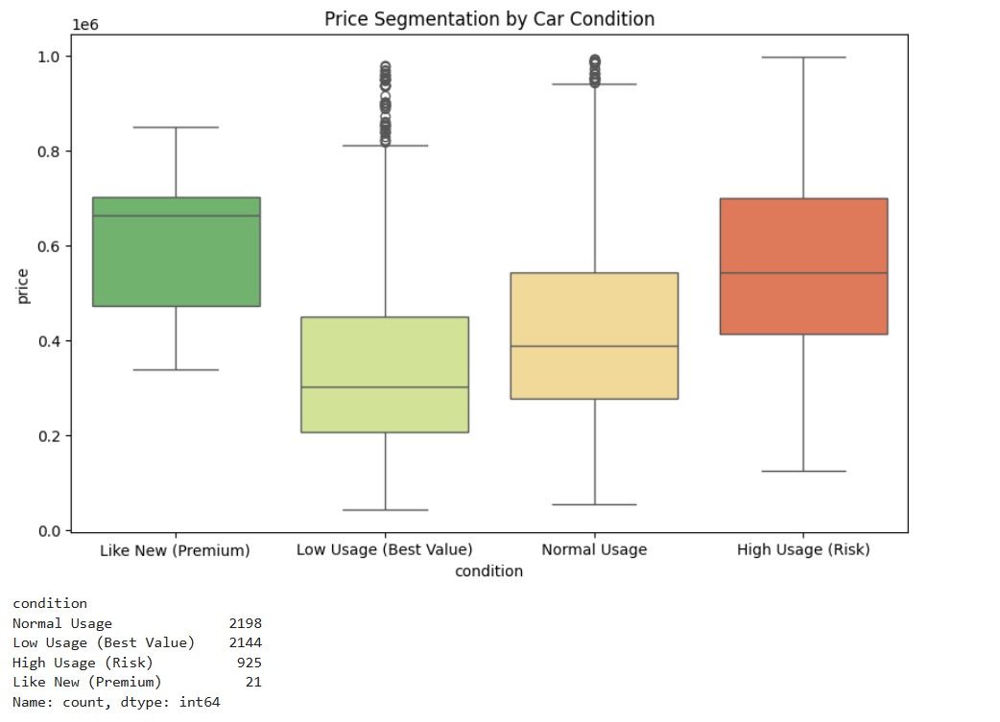 Price Segmentation by Car Condition
1e6
1.0
0.8
0.6
0.4
0.2
0.0
price
Like New (Premium) Low Usage (Best Value) Normal Usage High Usage (Risk)
condition
condition
Normal Usage 2198
Low Usage (Best Value) 2144
High Usage (Risk) 925
Like New (Premium) 21
Name: count, dtype: int64